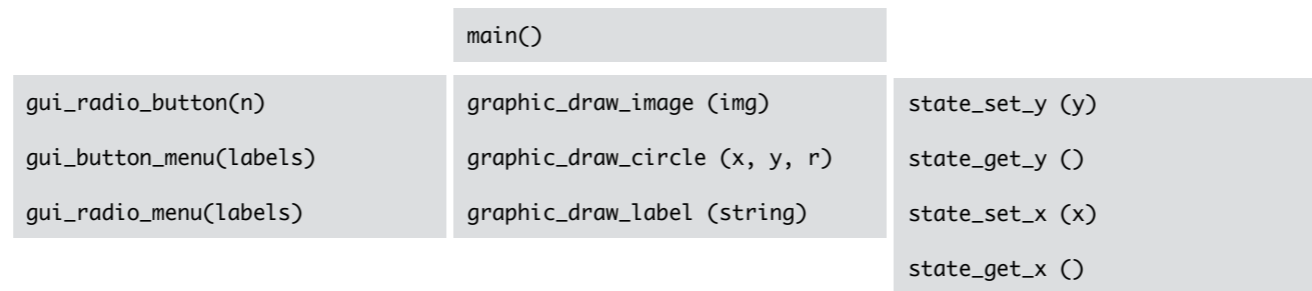 main()
gui_radio_button(n)
gui_button_menu(labels)
gui_radio_menu(labels)
graphic_draw_image (img)
graphic_draw_circle (x, y, r)
graphic_draw_label (string)
state_set_y (y)
state_get_y ()
state_set_x (x)
state_get_x ()